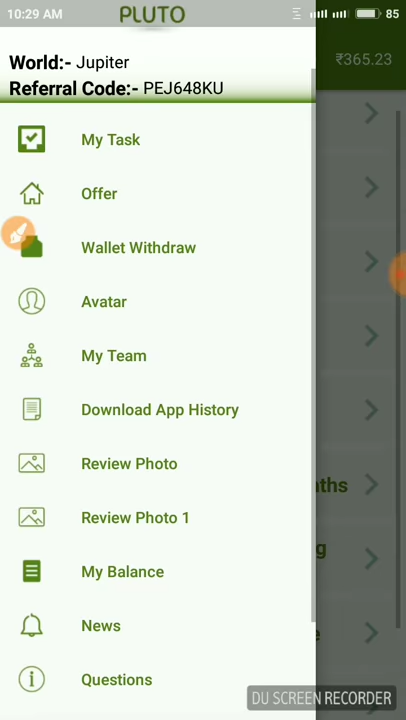 10:29 AM
PLUTO
85
World:- Jupiter
₹365.23
Referral Code:- PEJ648KU
My Task
Offer
Wallet Withdraw
Avatar
My Team
Download App History
Review Photo
Review Photo 1
aths
My Balance
g
News
e
Questions
DU SCREEN RECORDER